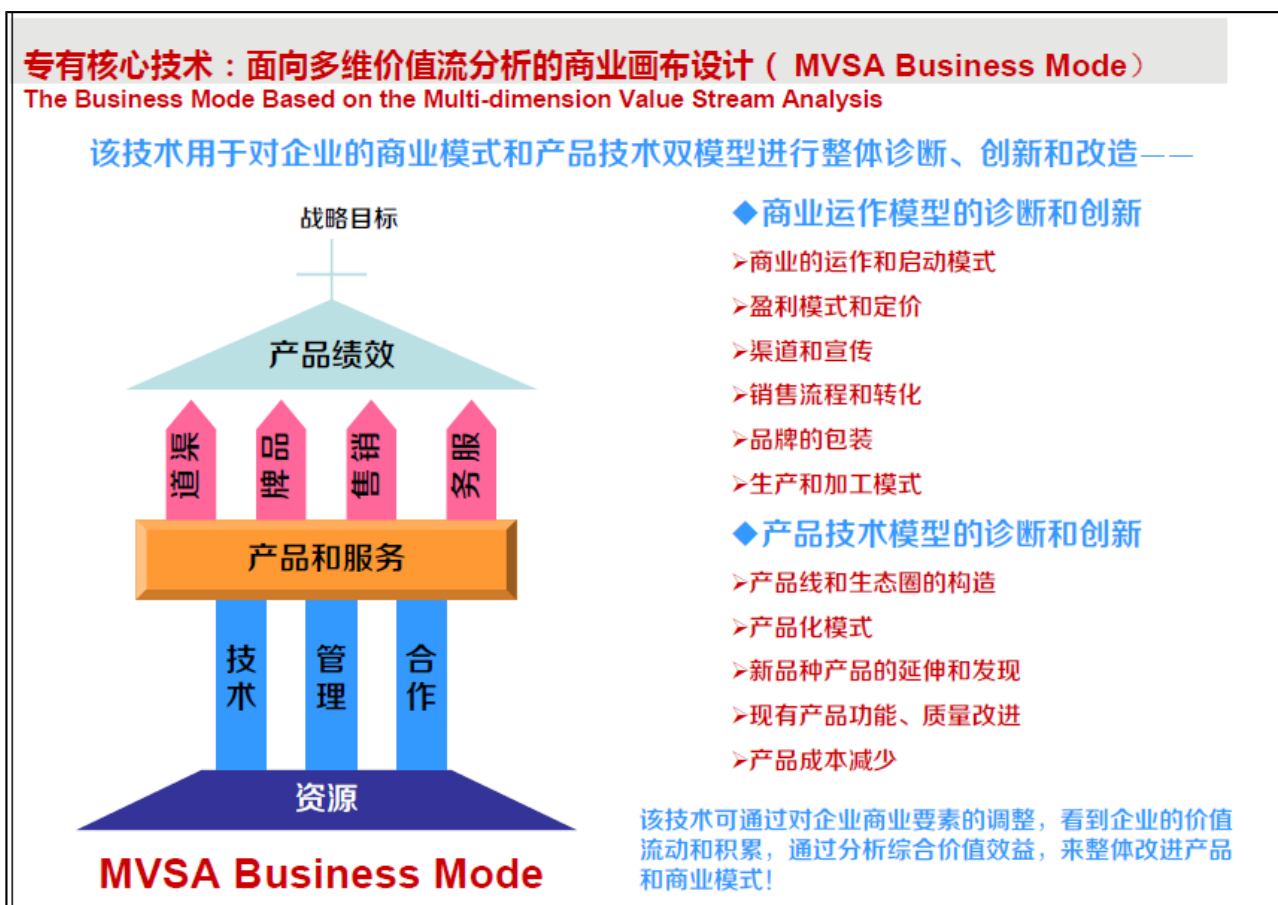 专有核心技术：面向多维价值流分析的商业画布设计（ MVSA Business Mode）
The Business Mode Based on the Multi-dimension Value Stream Analysis
该技术用于对企业的商业模式和产品技术双模型进行整体诊断、创新和改造——
战略目标
产品绩效
渠道
品牌
销售
服务
产品和服务
技术
管理
合作
资源
MVSA Business Mode
◆商业运作模型的诊断和创新
➢商业的运作和启动模式
➢盈利模式和定价
➢渠道和宣传
➢销售流程和转化
➢品牌的包装
➢生产和加工模式
◆产品技术模型的诊断和创新
➢产品线和生态圈的构造
➢产品化模式
➢新品种产品的延伸和发现
➢现有产品功能、质量改进
➢产品成本减少
该技术可通过对企业商业要素的调整，看到企业的价值
流动和积累，通过分析综合价值效益，来整体改进产品
和商业模式！